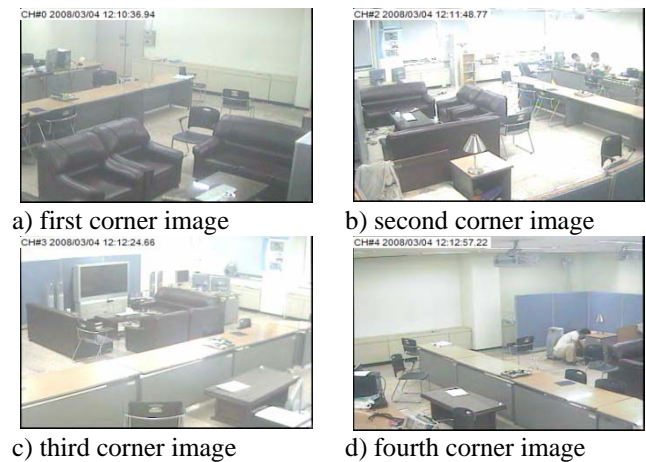 CH#0 2008/03/04 12:10:36.94
CH#2 2008/03/04 12:11:48.77
a) first corner image
b) second corner image
CH#3 2008/03/04 12:12:24.66
CH#4 2008/03/04 12:12:57.22
c) third corner image
d) fourth corner image